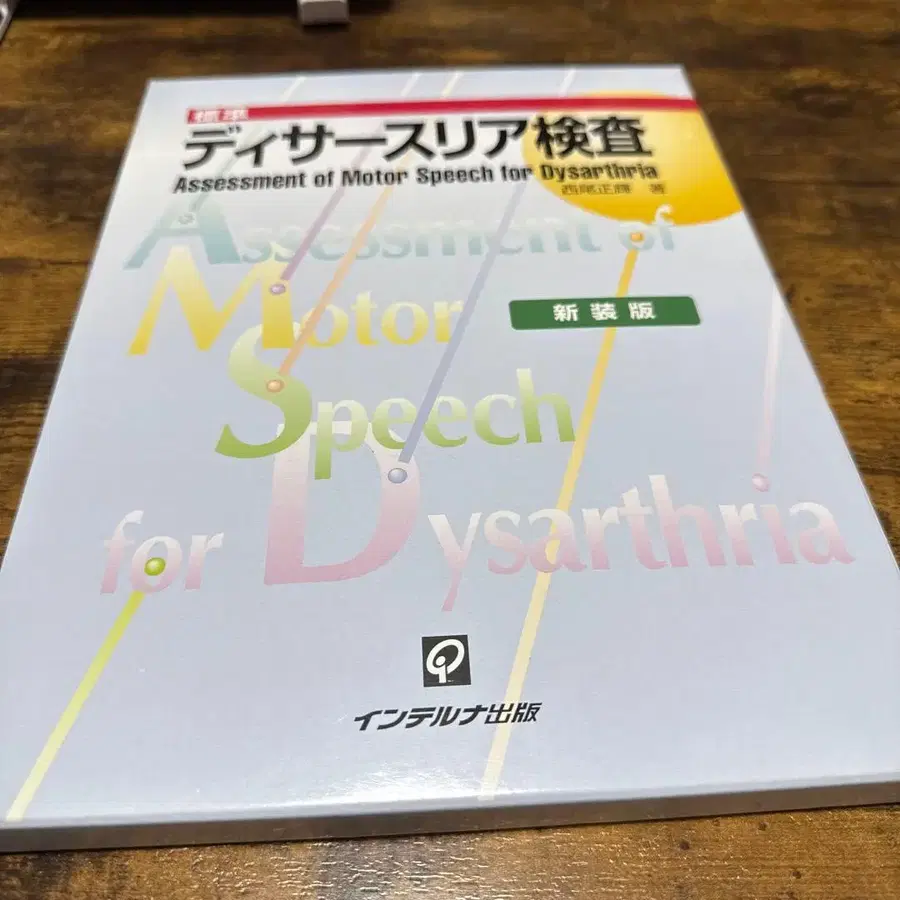 標準
ディサースリア検査
Assessment of Motor Speech for Dysarthria
西尾正輝 著
Assessment of
Motor
新装版
Speech
for Dysarthria
インテルナ出版